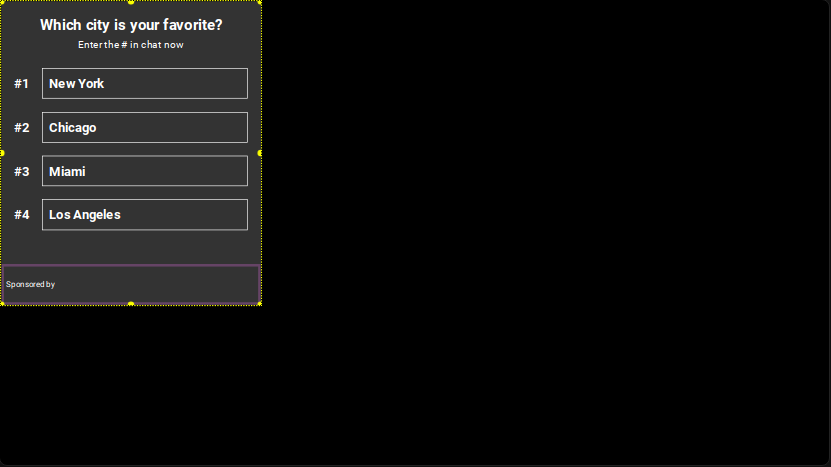 Which city is your favorite?
Enter the # in chat now
#1 New York
#2 Chicago
#3 Miami
#4 Los Angeles
Sponsored by